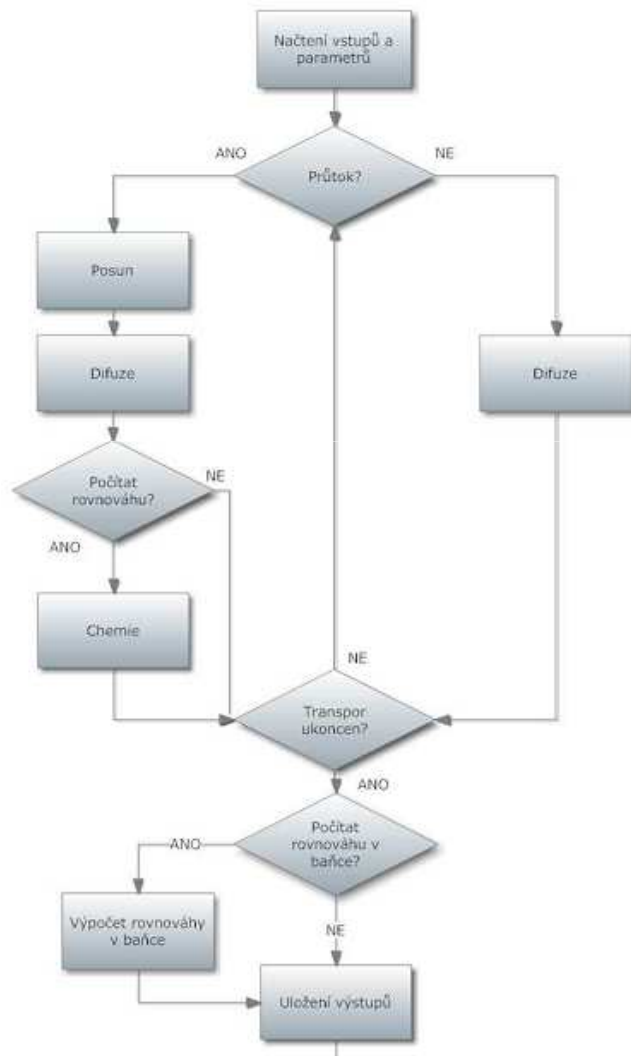 Načtení vstupů a
parametrů
ANO
NE
Průtok?
Posun
Difuze
Difuze
Počítat
rovnováhu?
NE
ANO
Chemie
NE
Transpor
ukoncen?
ANO
Počítat
rovnováhu v
baňce?
ANO
Výpočet rovnováhy
v baňce
NE
Uložení výstupů